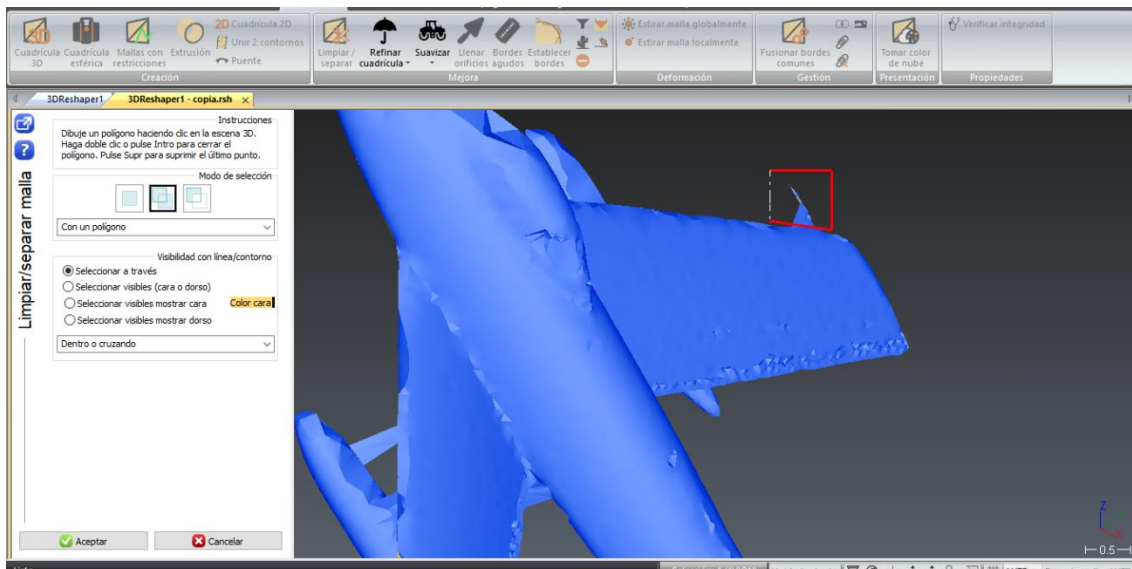 2D Cuadrícula 2D
Unir 2 contornos
Puente
Cuadrícula 3D
Cuadrícula esférica
Mallas con restricciones
Extrusión
Creación
Limpiar / separar
Refinar cuadrícula
Suavizar
Llenar orificios
Bordes agudos
Establecer bordes
Mejora
Estirar malla globalmente
Estirar malla localmente
Deformación
Fusionar bordes comunes
Gestión
Tomar color de nube
Presentación
Verificar integridad
Propiedades
3DReshaper1
3DReshaper1 - copia.rsh
Limpiar/separar malla
Instrucciones
Dibuje un polígono haciendo clic en la escena 3D.
Haga doble clic o pulse Intro para cerrar el
polígono. Pulse Supr para suprimir el último punto.
Modo de selección
Con un polígono
Visibilidad con línea/contorno
Seleccionar a través
Seleccionar visibles (cara o dorso)
Seleccionar visibles mostrar cara
Color cara
Seleccionar visibles mostrar dorso
Dentro o cruzando
Aceptar
Cancelar
Z
X
0.5